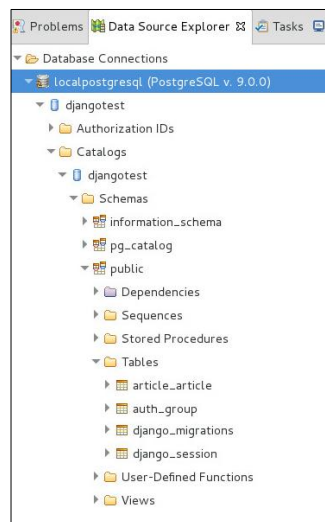 Problems Data Source Explorer Tasks
Database Connections
localpostgresql (PostgreSQL v. 9.0.0)
djangotest
Authorization IDs
Catalogs
djangotest
Schemas
information_schema
pg_catalog
public
Dependencies
Sequences
Stored Procedures
Tables
article_article
auth_group
django_migrations
django_session
User-Defined Functions
Views